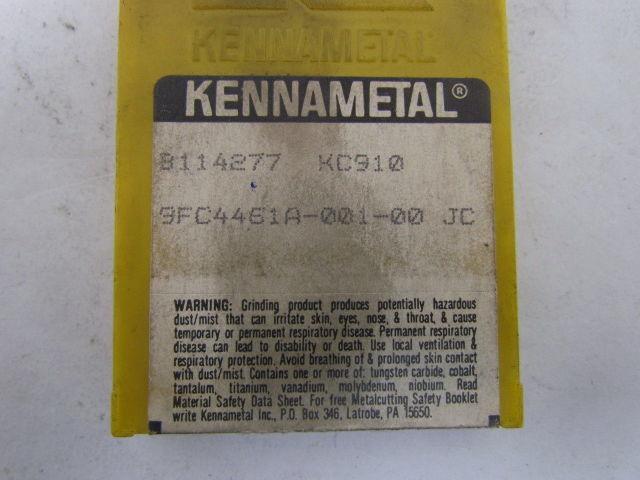 KENNAMETAL
KENNAMETAL®
8114277 KC910
9FC4461A-001-00 JC
WARNING: Grinding product produces potentially hazardous
dust/mist that can irritate skin, eyes, nose, & throat, & cause
temporary or permanent respiratory disease. Permanent respiratory
disease can lead to disability or death. Use local ventilation &
respiratory protection. Avoid breathing of & prolonged skin contact
with dust/mist. Contains one or more of: tungsten carbide, cobalt,
tantalum, titanium, vanadium, molybdenum, niobium. Read
Material Safety Data Sheet. For free Metalcutting Safety Booklet
write Kennametal Inc., P.O. Box 346, Latrobe, PA 15650.